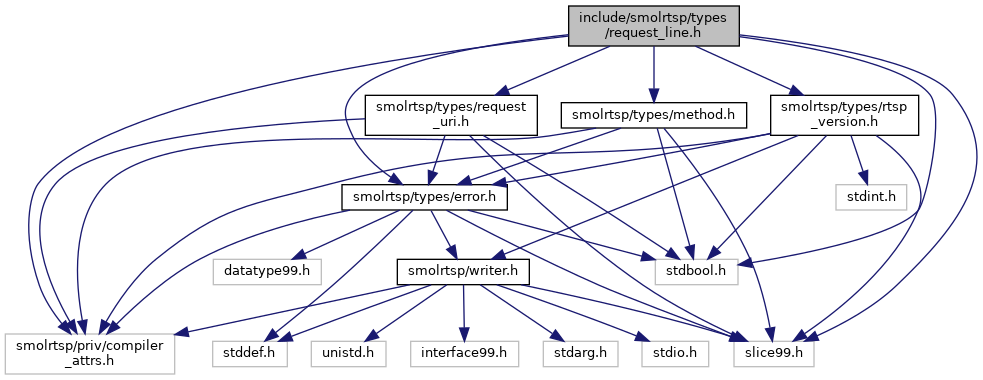 include/smolrtsp/types
/request_line.h
smolrtsp/types/request
_uri.h
smolrtsp/types/method.h
smolrtsp/types/rtsp
_version.h
smolrtsp/types/error.h
stdint.h
datatype99.h
smolrtsp/writer.h
stdbool.h
smolrtsp/priv/compiler
_attrs.h
stddef.h
unistd.h
interface99.h
stdarg.h
stdio.h
slice99.h